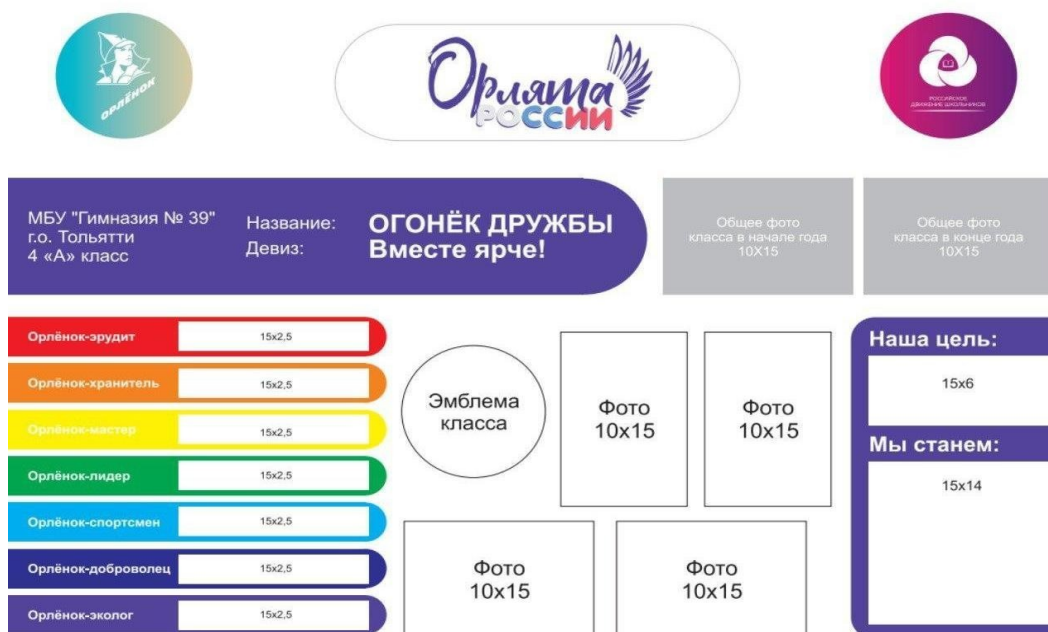 ОРЛЁНОК
Орлята
РОССИИ
РОССИЙСКОЕ
ДВИЖЕНИЕ ШКОЛЬНИКОВ
МБУ "Гимназия № 39"
г.о. Тольятти
4 «А» класс
Название:
Девиз:
ОГОНЁК ДРУЖБЫ
Вместе ярче!
Общее фото
класса в начале года
10Х15
Общее фото
класса в конце года
10Х15
Орлёнок-эрудит
15х2,5
Орлёнок-хранитель
15х2,5
Орлёнок-мастер
15х2,5
Орлёнок-лидер
15х2,5
Орлёнок-спортсмен
15х2,5
Орлёнок-доброволец
15х2,5
Орлёнок-эколог
15х2,5
Эмблема
класса
Фото
10х15
Фото
10х15
Фото
10х15
Фото
10х15
Наша цель:
15х6
Мы станем:
15х14